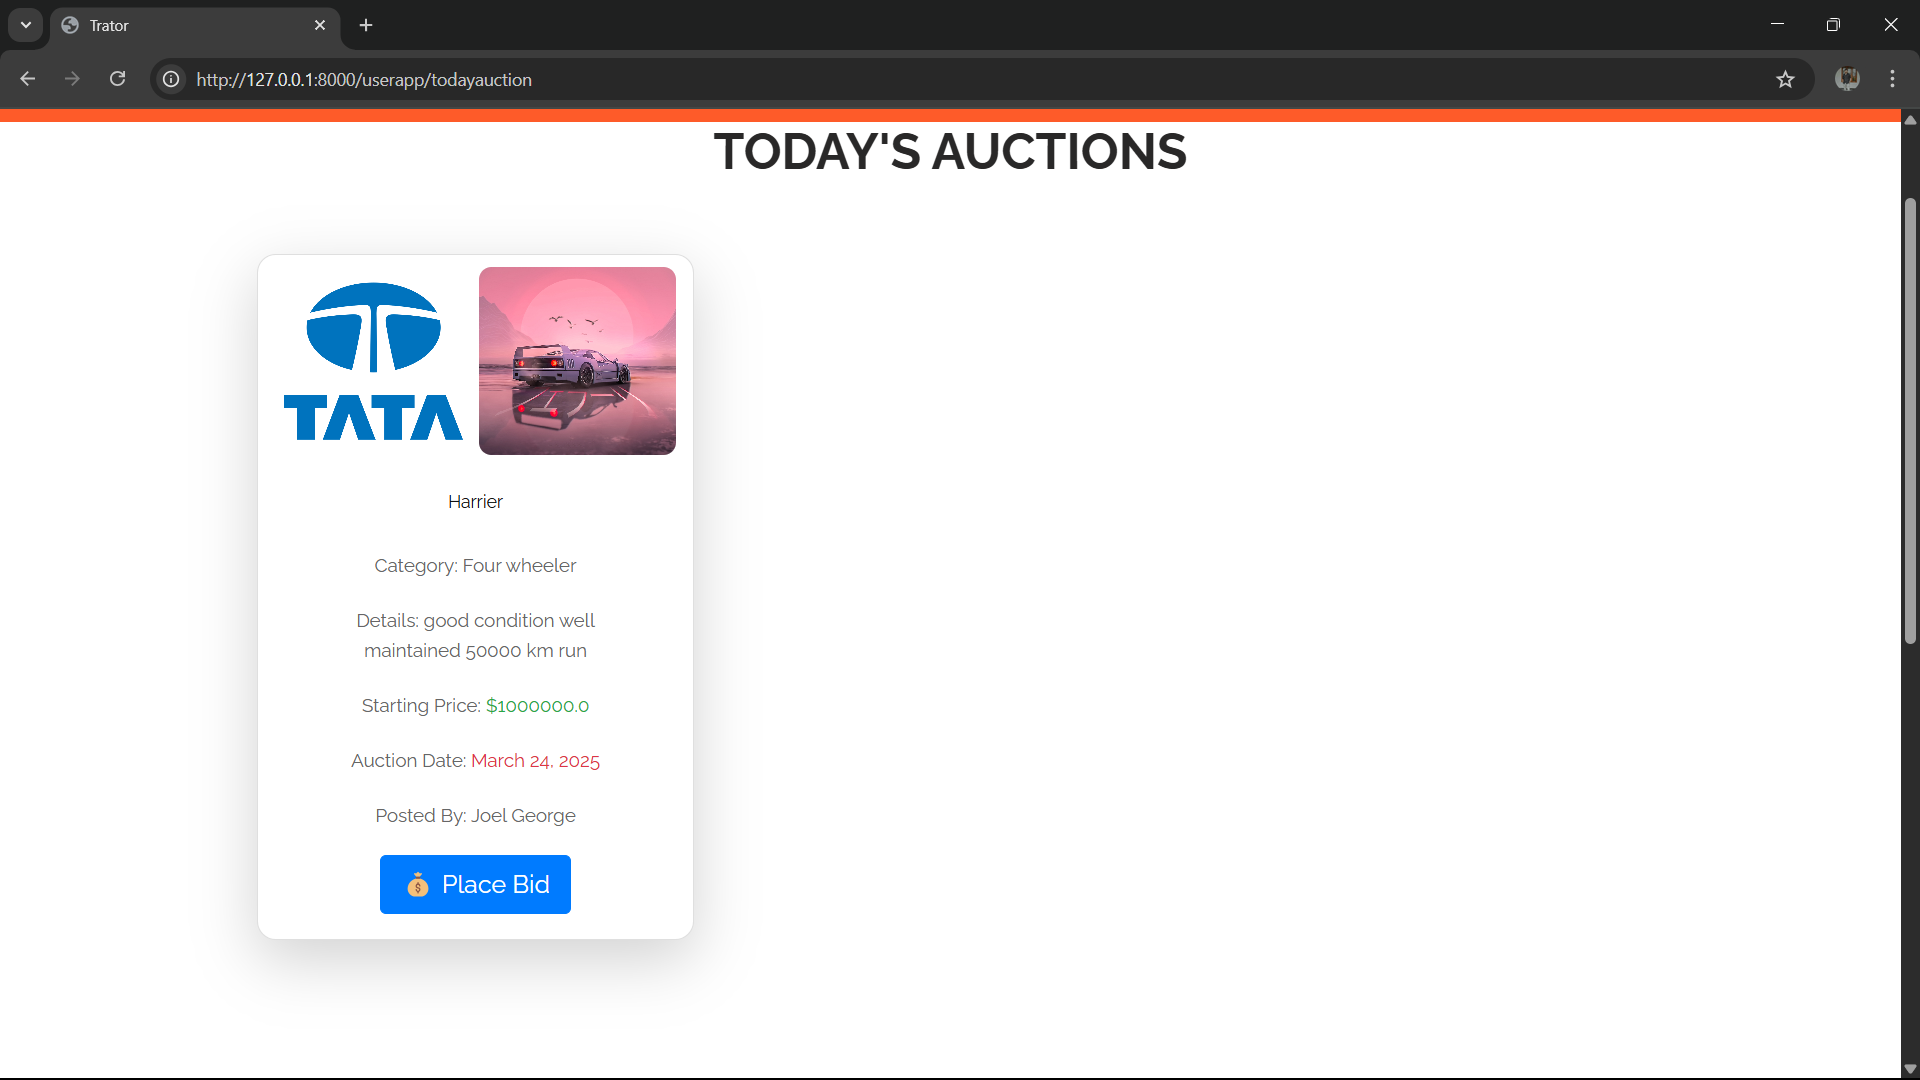 Trator
http://127.0.0.1:8000/userapp/todayauction
TODAY'S AUCTIONS
TATA
Harrier
Category: Four wheeler
Details: good condition well
maintained 50000 km run
Starting Price: $1000000.0
Auction Date: March 24, 2025
Posted By: Joel George
💰 Place Bid